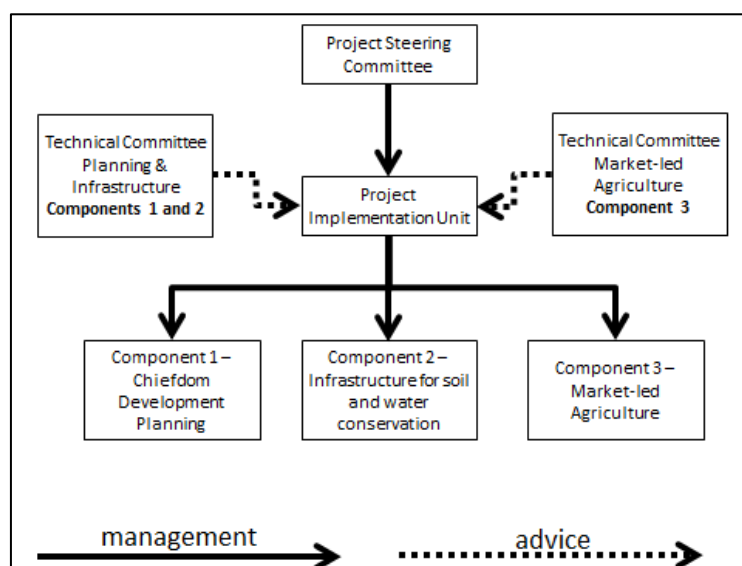 Project Steering
Committee
Technical Committee
Planning &
Infrastructure
Components 1 and 2
Project
Implementation Unit
Technical Committee
Market-led
Agriculture
Component 3
Component 1 –
Chiefdom
Development
Planning
Component 2 –
Infrastructure for soil
and water
conservation
Component 3 –
Market-led
Agriculture
management
advice